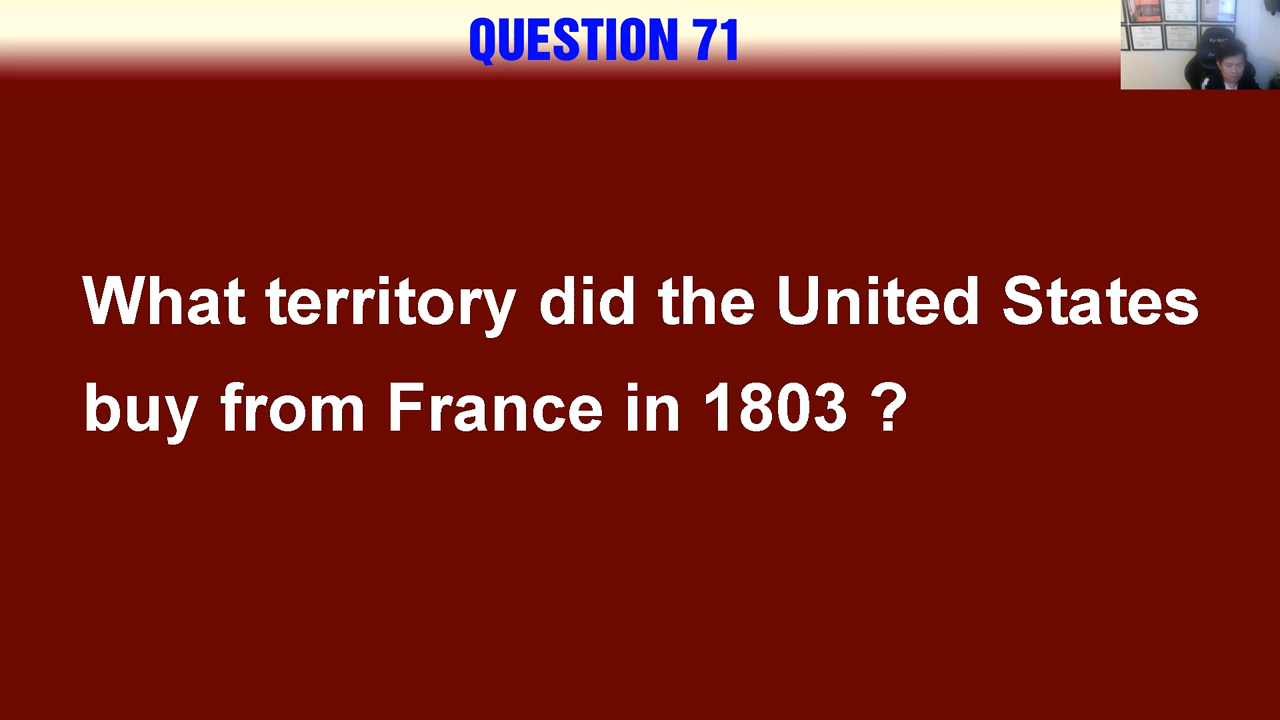 QUESTION 71
What territory did the United States
buy from France in 1803 ?